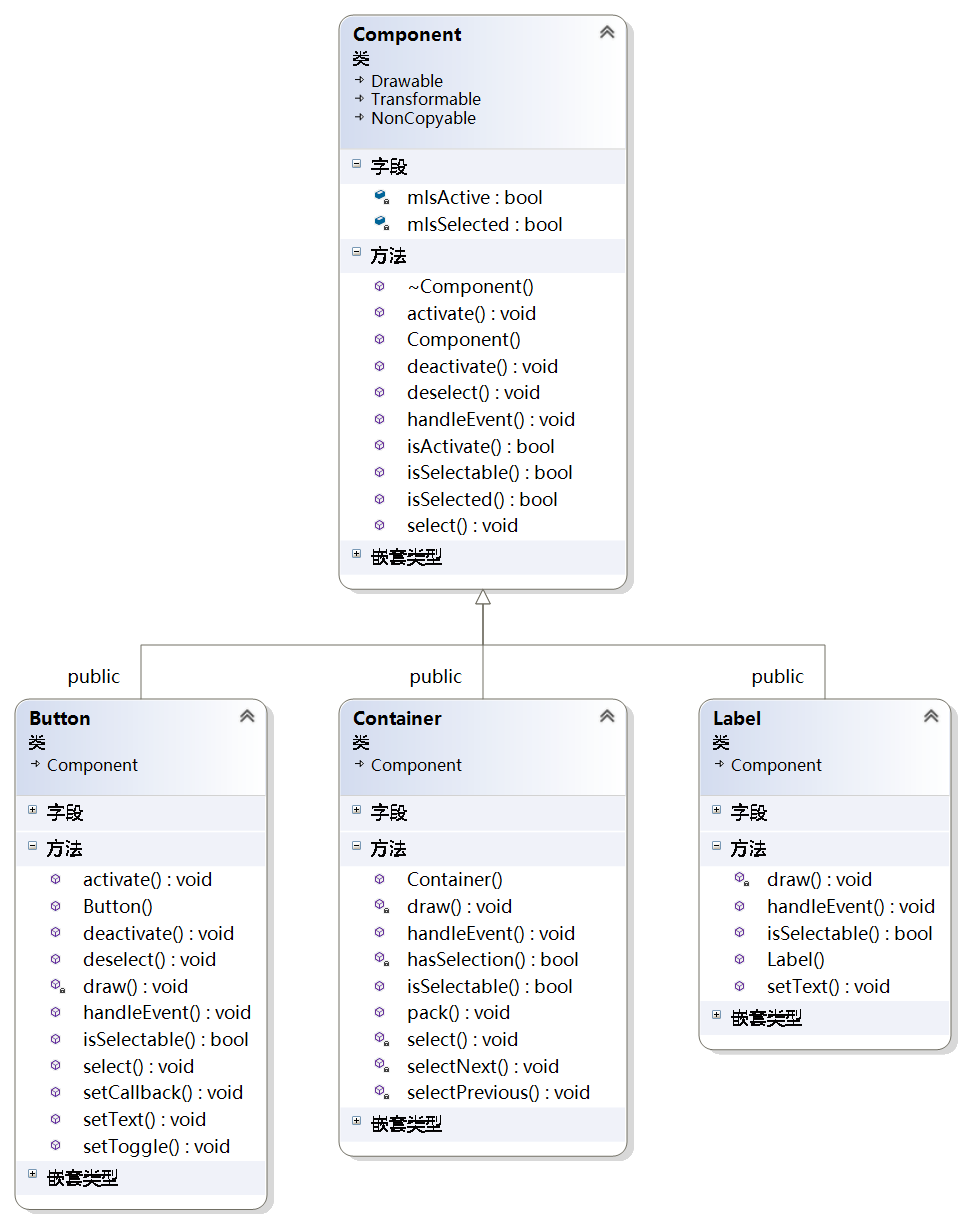 Component
类
Drawable
Transformable
NonCopyable
字段
mIsActive : bool
mIsSelected : bool
方法
~Component()
activate() : void
Component()
deactivate() : void
deselect() : void
handleEvent() : void
isActivate() : bool
isSelectable() : bool
isSelected() : bool
select() : void
嵌套类型
public
public
public
Button
类
Component
字段
方法
activate() : void
Button()
deactivate() : void
deselect() : void
draw() : void
handleEvent() : void
isSelectable() : bool
select() : void
setCallback() : void
setText() : void
setToggle() : void
嵌套类型
Container
类
Component
字段
方法
Container()
draw() : void
handleEvent() : void
hasSelection() : bool
isSelectable() : bool
pack() : void
select() : void
selectNext() : void
selectPrevious() : void
嵌套类型
Label
类
Component
字段
方法
draw() : void
handleEvent() : void
isSelectable() : bool
Label()
setText() : void
嵌套类型